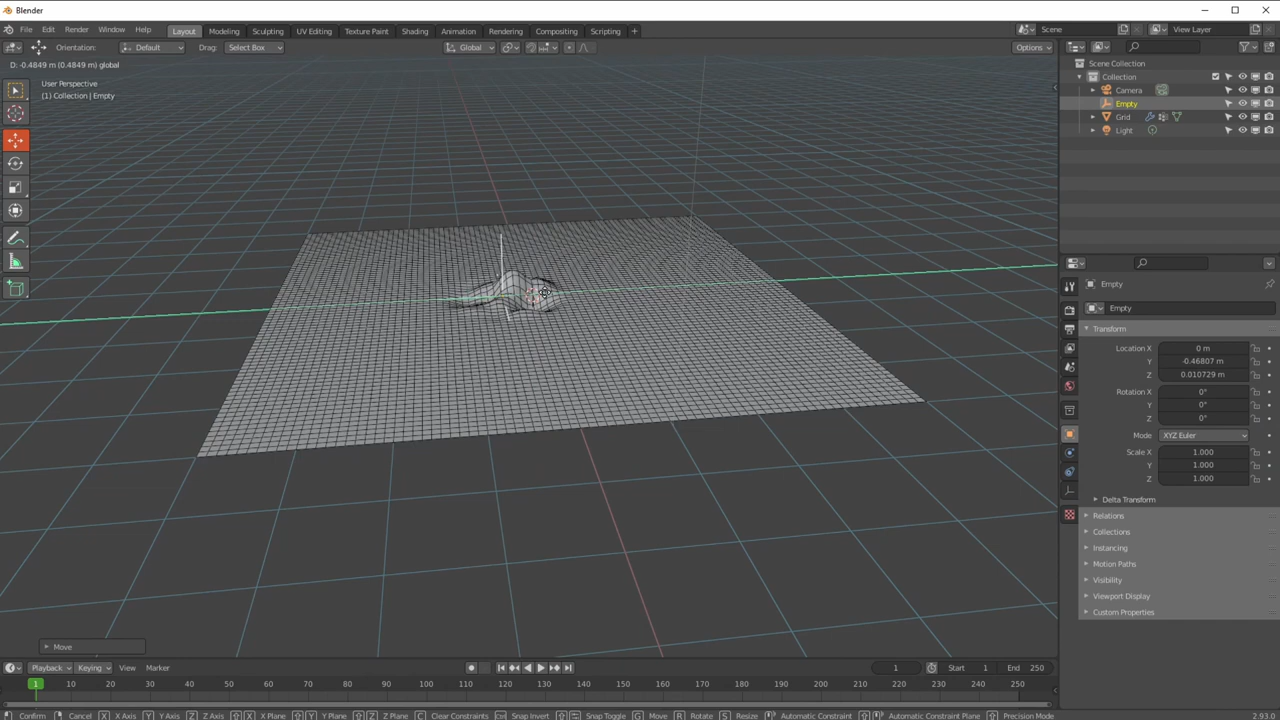 Blender
File Edit Render Window Help Layout Modeling Sculpting UV Editing Texture Paint Shading Animation Compositing Rendering Scripting + Scene View Layer
Orientation: Default Drag: Select Box Global Options
D: -0.4849 m (0.4849 m) global
User Perspective
(1) Collection | Empty
Scene Collection
Collection
Camera
Empty
Grid
Light
Empty
Empty
Transform
Location X 0 m
Y -0.46807 m
Z 0.010729 m
Rotation X 0°
Y 0°
Z 0°
Mode XYZ Euler
Scale X 1.000
Y 1.000
Z 1.000
Delta Transform
Relations
Collections
Instancing
Motion Paths
Visibility
Viewport Display
Custom Properties
Move
Playback Keying View Marker 1 Start 1 End 250
1 10 20 30 40 50 60 70 80 90 100 110 120 130 140 150 160 170 180 190 200 210 220 230 240 250
Confirm Cancel X X Axis Y Y Axis Z Z Axis X X Plane Y Y Plane Z Z Plane C Clear Constraints Snap Invert Snap Toggle G Move R Rotate S Resize Automatic Constraint Automatic Constraint Plane Precision Mode 2.93.0